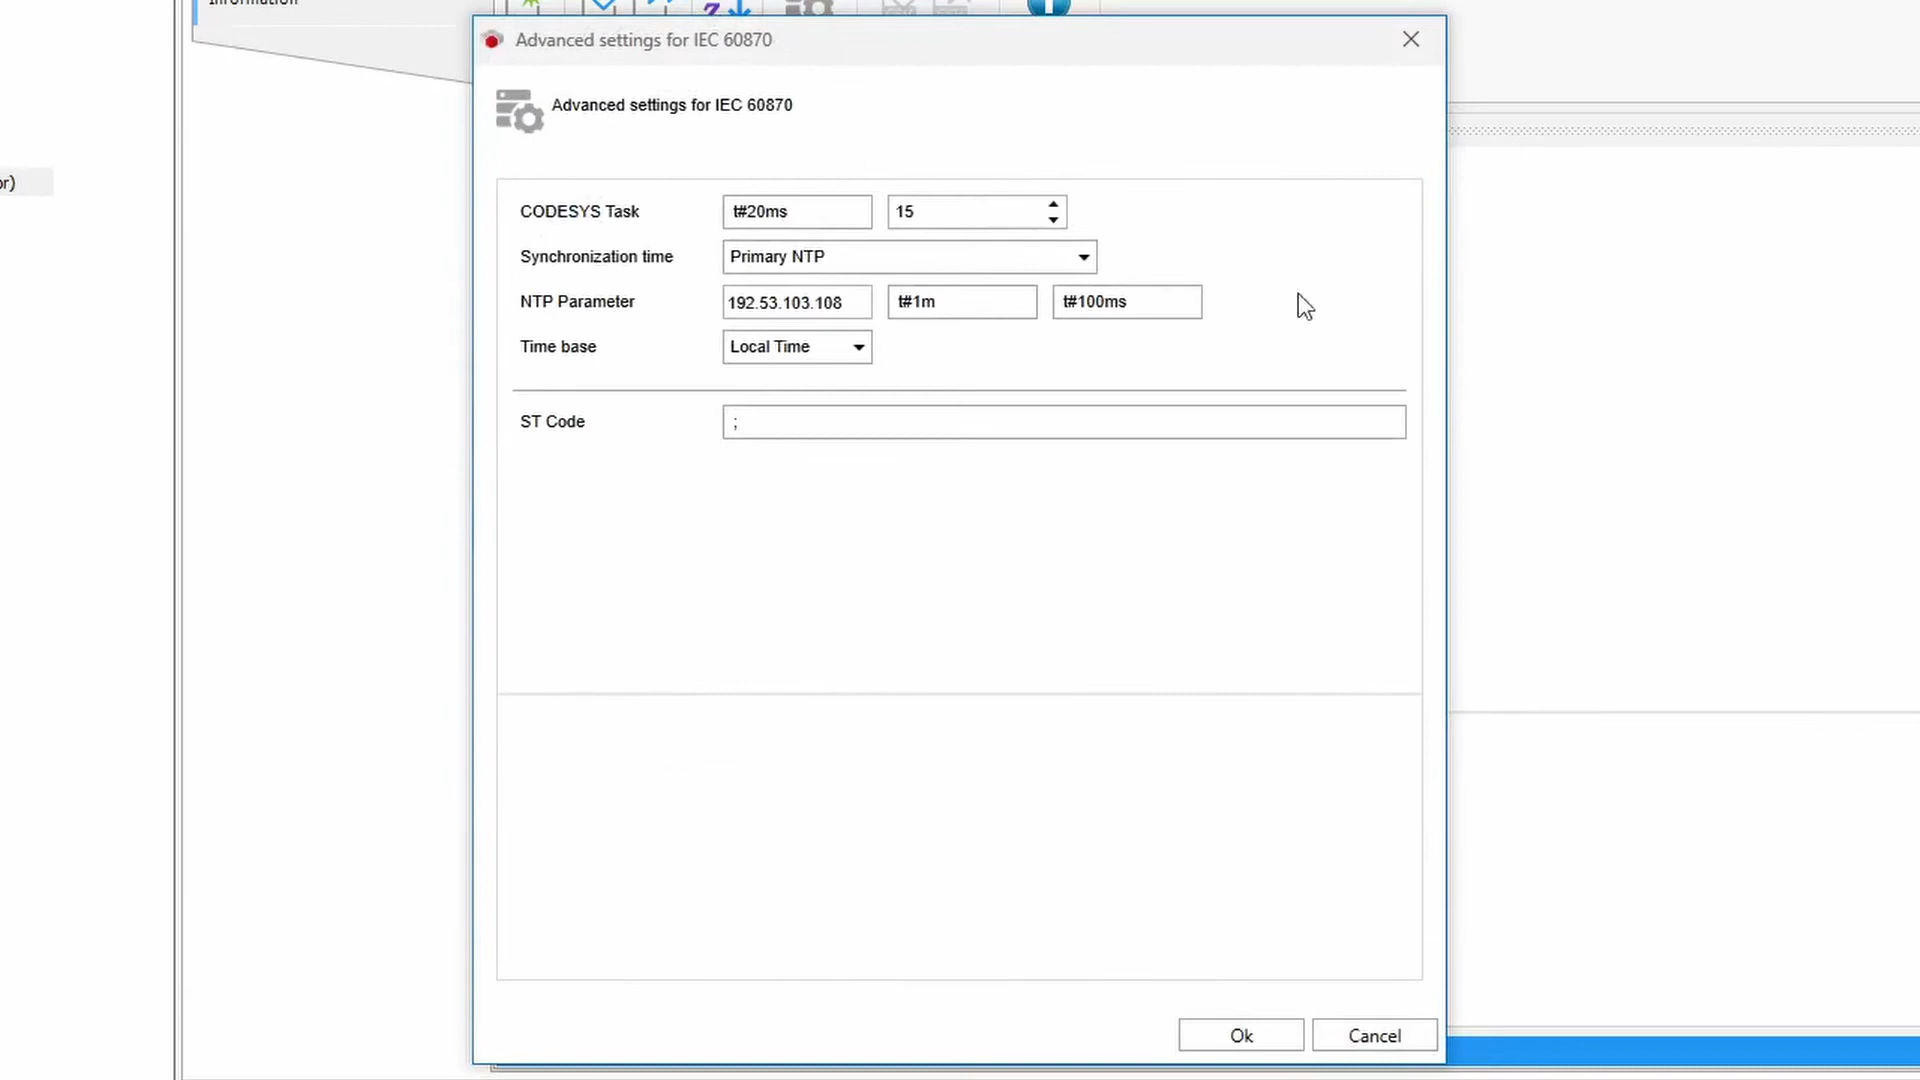 Information
Advanced settings for IEC 60870
Advanced settings for IEC 60870
or)
CODESYS Task t#20ms 15
Synchronization time Primary NTP
NTP Parameter 192.53.103.108 t#1m t#100ms
Time base Local Time
ST Code ;
Ok Cancel